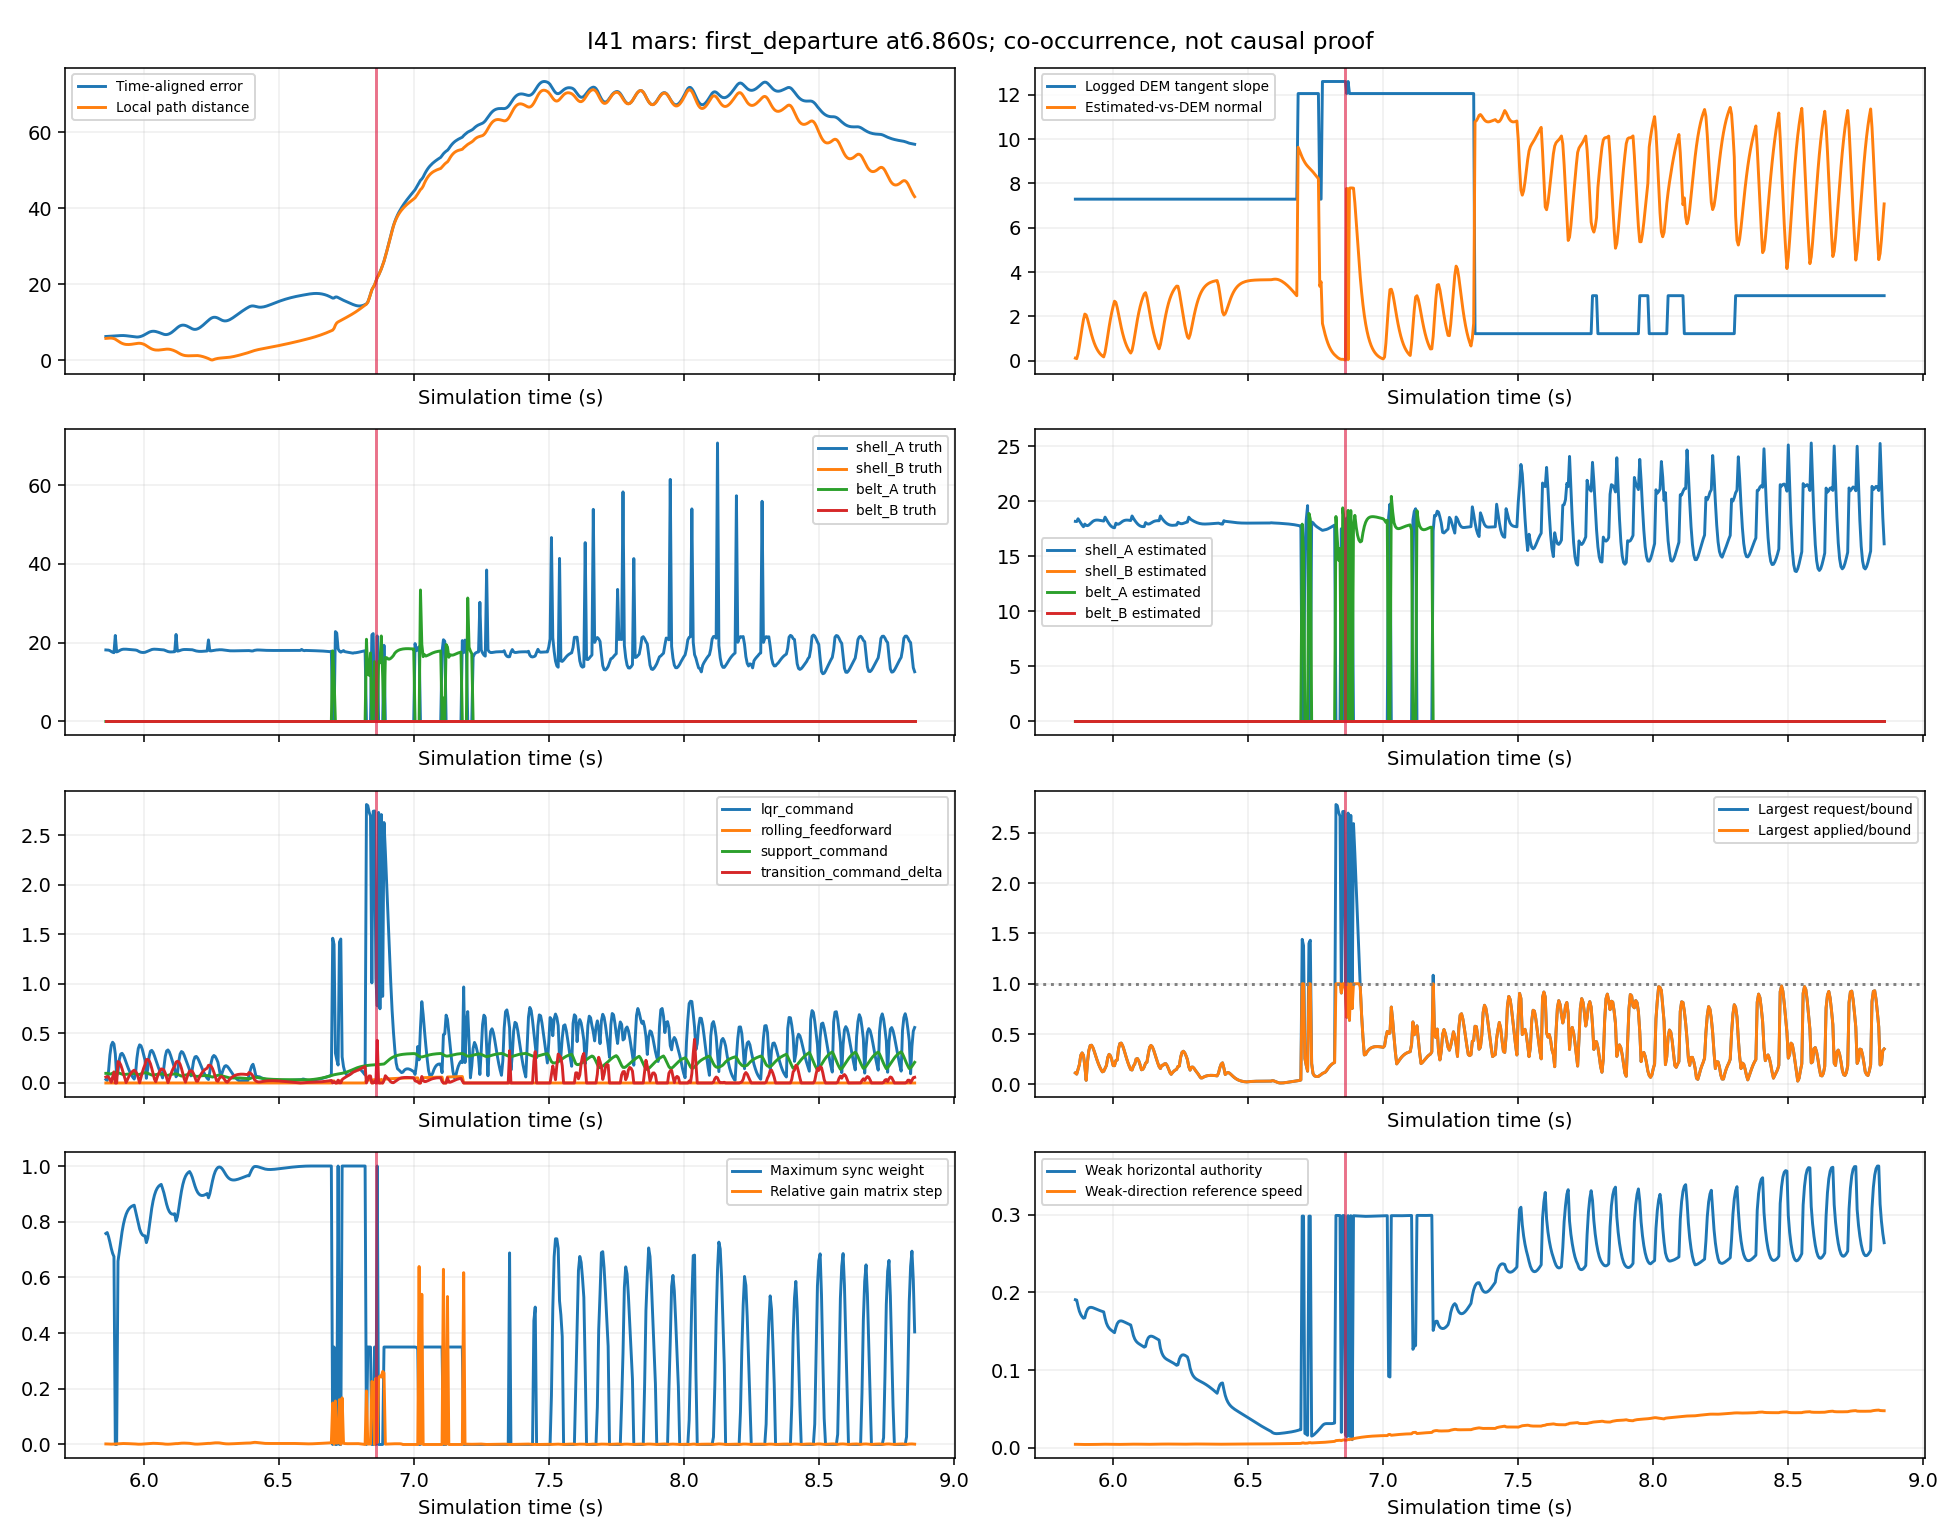 I41 mars: first_departure at6.860s; co-occurrence, not causal proof
Time-aligned error
Local path distance
60
40
20
0
Simulation time (s)
Logged DEM tangent slope
Estimated-vs-DEM normal
12
10
8
6
4
2
0
Simulation time (s)
shell_A truth
shell_B truth
belt_A truth
belt_B truth
60
40
20
0
Simulation time (s)
shell_A estimated
shell_B estimated
belt_A estimated
belt_B estimated
25
20
15
10
5
0
Simulation time (s)
lqr_command
rolling_feedforward
support_command
transition_command_delta
2.5
2.0
1.5
1.0
0.5
0.0
Simulation time (s)
Largest request/bound
Largest applied/bound
2.5
2.0
1.5
1.0
0.5
0.0
Simulation time (s)
Maximum sync weight
Relative gain matrix step
1.0
0.8
0.6
0.4
0.2
0.0
6.0 6.5 7.0 7.5 8.0 8.5 9.0
Simulation time (s)
Weak horizontal authority
Weak-direction reference speed
0.3
0.2
0.1
0.0
6.0 6.5 7.0 7.5 8.0 8.5 9.0
Simulation time (s)